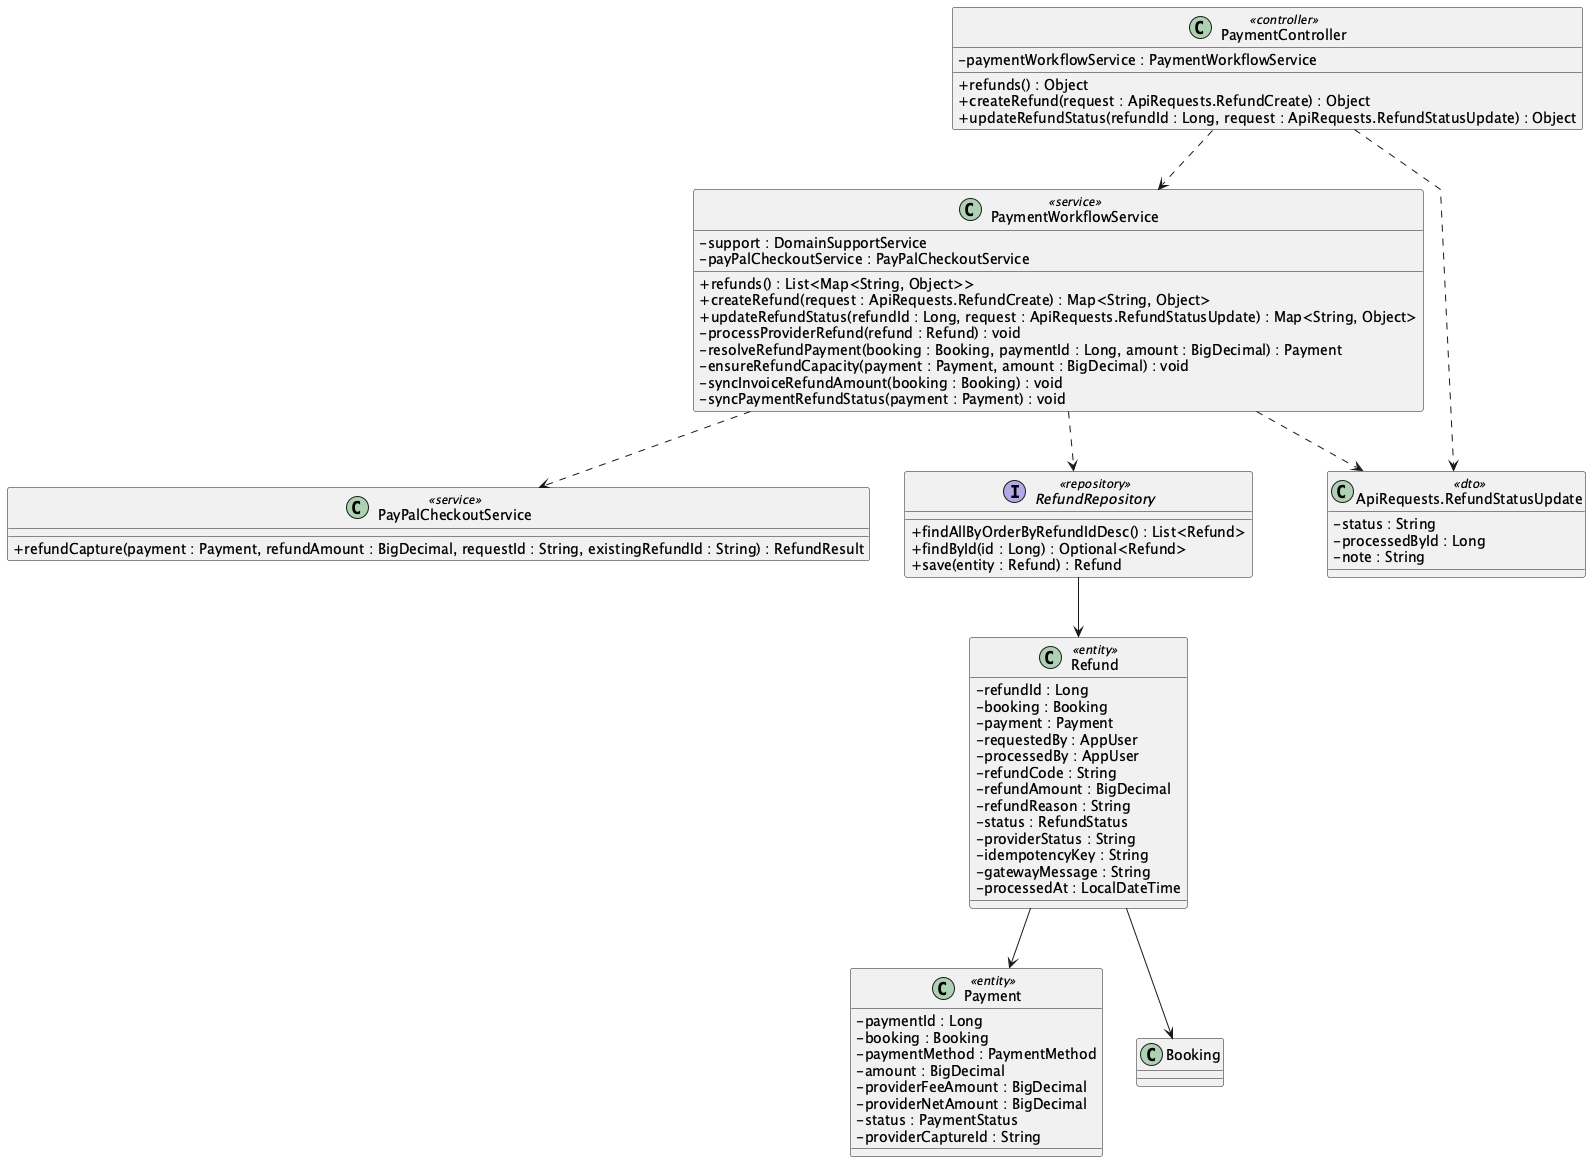 C
«controller»
PaymentController
-paymentWorkflowService : PaymentWorkflowService
+refunds() : Object
+createRefund(request : ApiRequests.RefundCreate) : Object
+updateRefundStatus(refundId : Long, request : ApiRequests.RefundStatusUpdate) : Object
C
«service»
PaymentWorkflowService
-support : DomainSupportService
-payPalCheckoutService : PayPalCheckoutService
+refunds() : List<Map<String, Object>>
+createRefund(request : ApiRequests.RefundCreate) : Map<String, Object>
+updateRefundStatus(refundId : Long, request : ApiRequests.RefundStatusUpdate) : Map<String, Object>
-processProviderRefund(refund : Refund) : void
-resolveRefundPayment(booking : Booking, paymentId : Long, amount : BigDecimal) : Payment
-ensureRefundCapacity(payment : Payment, amount : BigDecimal) : void
-syncInvoiceRefundAmount(booking : Booking) : void
-syncPaymentRefundStatus(payment : Payment) : void
C
«service»
PayPalCheckoutService
+refundCapture(payment : Payment, refundAmount : BigDecimal, requestId : String, existingRefundId : String) : RefundResult
I
«repository»
RefundRepository
+findAllByOrderByRefundIdDesc() : List<Refund>
+findById(id : Long) : Optional<Refund>
+save(entity : Refund) : Refund
C
«dto»
ApiRequests.RefundStatusUpdate
-status : String
-processedById : Long
-note : String
C
«entity»
Refund
-refundId : Long
-booking : Booking
-payment : Payment
-requestedBy : AppUser
-processedBy : AppUser
-refundCode : String
-refundAmount : BigDecimal
-refundReason : String
-status : RefundStatus
-providerStatus : String
-idempotencyKey : String
-gatewayMessage : String
-processedAt : LocalDateTime
C
«entity»
Payment
-paymentId : Long
-booking : Booking
-paymentMethod : PaymentMethod
-amount : BigDecimal
-providerFeeAmount : BigDecimal
-providerNetAmount : BigDecimal
-status : PaymentStatus
-providerCaptureId : String
C
Booking